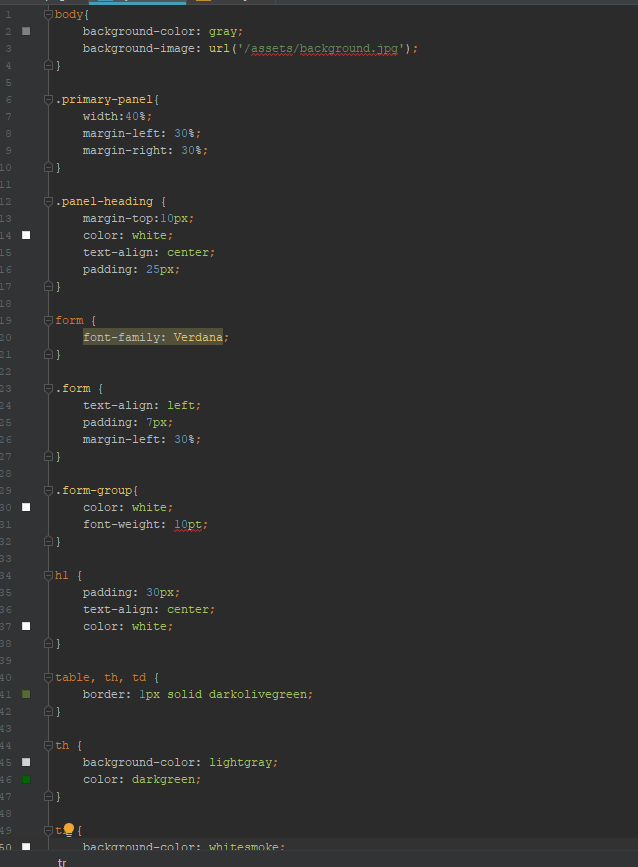 1 body{
2 background-color: gray;
3 background-image: url('/assets/background.jpg');
4 }
5
6 .primary-panel{
7 width:40%;
8 margin-left: 30%;
9 margin-right: 30%;
10 }
11
12 .panel-heading {
13 margin-top:10px;
14 color: white;
15 text-align: center;
16 padding: 25px;
17 }
18
19 form {
20 font-family: Verdana;
21 }
22
23 .form {
24 text-align: left;
25 padding: 7px;
26 margin-left: 30%;
27 }
28
29 .form-group{
30 color: white;
31 font-weight: 10pt;
32 }
33
34 h1 {
35 padding: 30px;
36 text-align: center;
37 color: white;
38 }
39
40 table, th, td {
41 border: 1px solid darkolivegreen;
42 }
43
44 th {
45 background-color: lightgray;
46 color: darkgreen;
47 }
48
49 {
50 background-color: whitesmoke;
tr